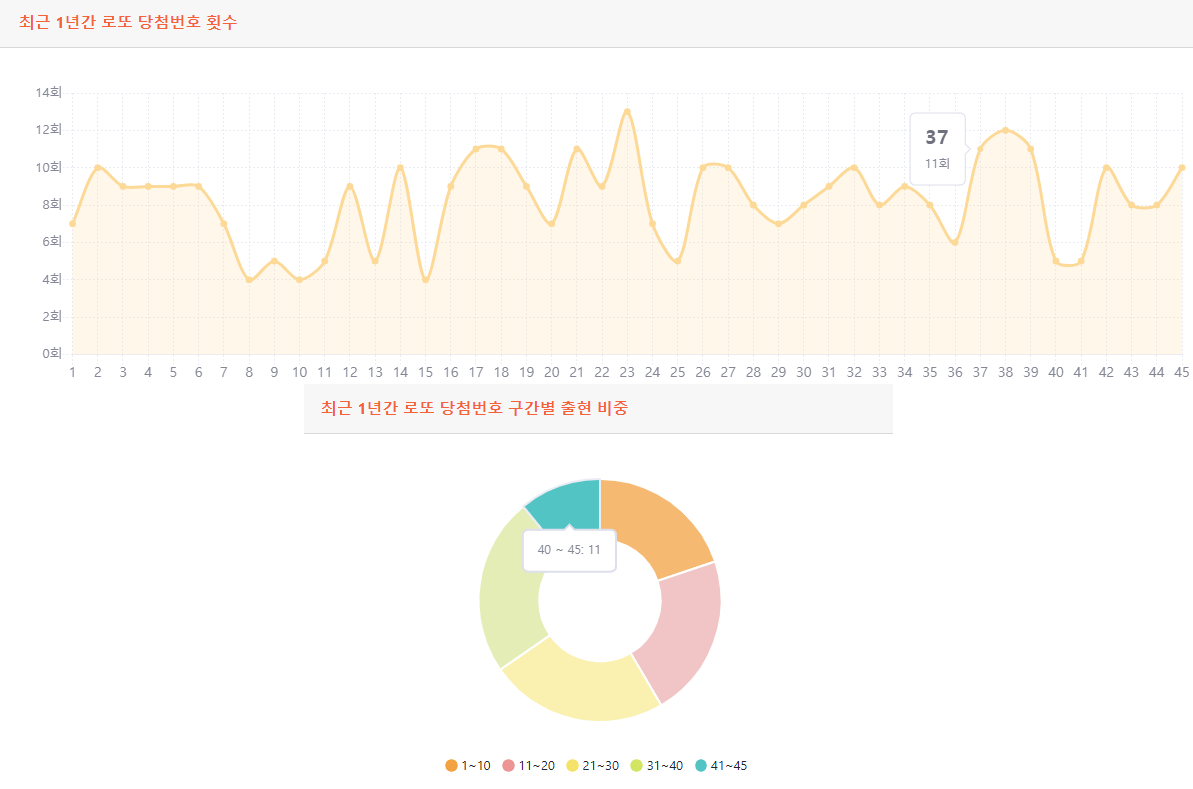 최근 1년간 로또 당첨번호 횟수
14회
12회
10회
8회
6회
4회
2회
0회
37
11회
1 2 3 4 5 6 7 8 9 10 11 12 13 14 15 16 17 18 19 20 21 22 23 24 25 26 27 28 29 30 31 32 33 34 35 36 37 38 39 40 41 42 43 44 45
최근 1년간 로또 당첨번호 구간별 출현 비중
40 ~ 45: 11
1~10 11~20 21~30 31~40 41~45